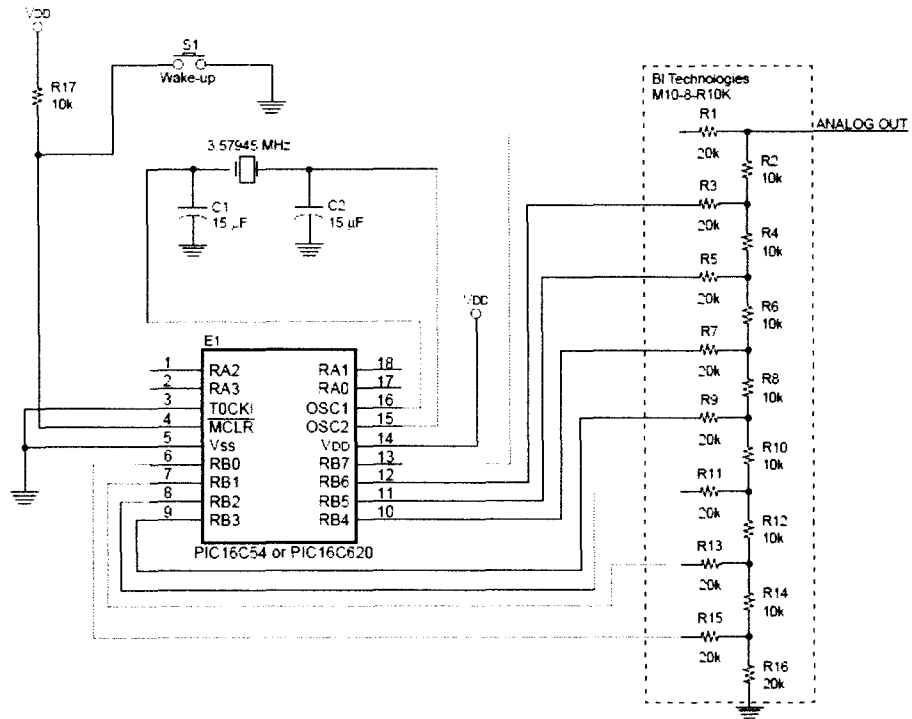 VDD
S1
Wake-up
R17
10k
3.57945 MHz
C1
15 µF
C2
15 µF
VDD
BI Technologies
M10-8-R10K
R1
20k
ANALOG OUT
R2
10k
R3
20k
R4
10k
R5
20k
R6
10k
R7
20k
R8
10k
R9
20k
R10
10k
R11
20k
R12
10k
R13
20k
R14
10k
R15
20k
R16
20k
E1
1 RA2 RA1 18
2 RA3 RA0 17
3 T0CKI OSC1 16
4 MCLR OSC2 15
5 Vss VDD 14
6 RB0 RB7 13
7 RB1 RB6 12
8 RB2 RB5 11
9 RB3 RB4 10
PIC16C54 or PIC16C620